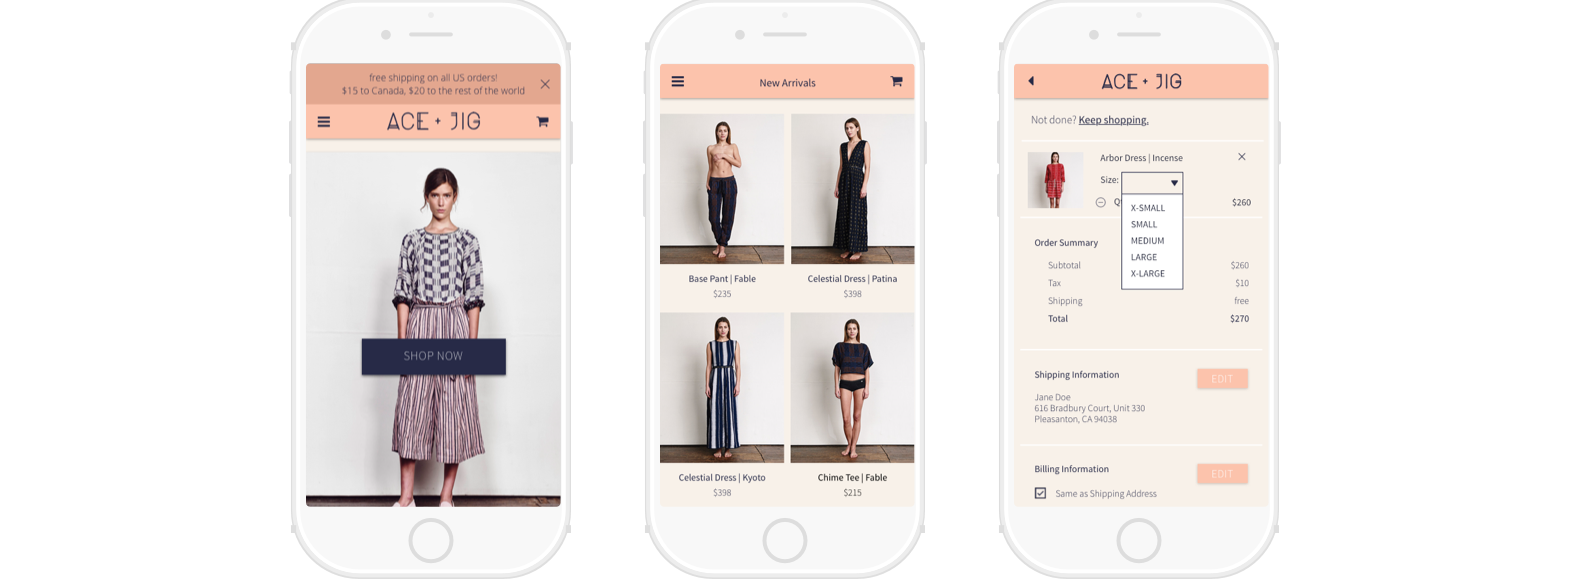 free shipping on all US orders!
$15 to Canada, $20 to the rest of the world
ACE + JIG
SHOP NOW
New Arrivals
Base Pant | Fable
$235
Celestial Dress | Patina
$398
Celestial Dress | Kyoto
$398
Chime Tee | Fable
$215
ACE + JIG
Not done? Keep shopping.
Arbor Dress | Incense
Size:
$260
X-SMALL
SMALL
MEDIUM
LARGE
X-LARGE
Order Summary
Subtotal $260
Tax $10
Shipping free
Total $270
Shipping Information EDIT
Jane Doe
616 Bradbury Court, Unit 330
Pleasanton, CA 94038
Billing Information EDIT
Same as Shipping Address